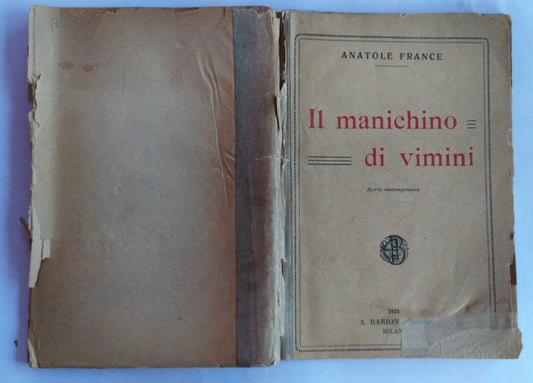 ANATOLE FRANCE
Il manichino
di vimini
Storia contemporanea
1924
A. BARION
MILANO